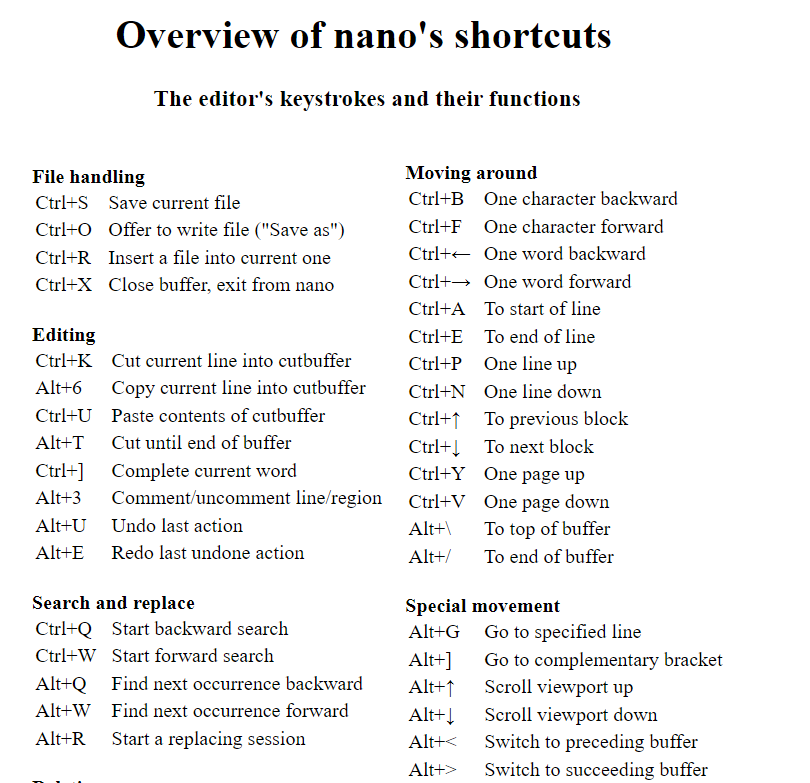 Overview of nano's shortcuts
The editor's keystrokes and their functions
File handling
Ctrl+S Save current file
Ctrl+O Offer to write file ("Save as")
Ctrl+R Insert a file into current one
Ctrl+X Close buffer, exit from nano
Editing
Ctrl+K Cut current line into cutbuffer
Alt+6 Copy current line into cutbuffer
Ctrl+U Paste contents of cutbuffer
Alt+T Cut until end of buffer
Ctrl+] Complete current word
Alt+3 Comment/uncomment line/region
Alt+U Undo last action
Alt+E Redo last undone action
Search and replace
Ctrl+Q Start backward search
Ctrl+W Start forward search
Alt+Q Find next occurrence backward
Alt+W Find next occurrence forward
Alt+R Start a replacing session
Moving around
Ctrl+B One character backward
Ctrl+F One character forward
Ctrl+← One word backward
Ctrl+→ One word forward
Ctrl+A To start of line
Ctrl+E To end of line
Ctrl+P One line up
Ctrl+N One line down
Ctrl+↑ To previous block
Ctrl+↓ To next block
Ctrl+Y One page up
Ctrl+V One page down
Alt+\ To top of buffer
Alt+/ To end of buffer
Special movement
Alt+G Go to specified line
Alt+] Go to complementary bracket
Alt+↑ Scroll viewport up
Alt+↓ Scroll viewport down
Alt+< Switch to preceding buffer
Alt+> Switch to succeeding buffer